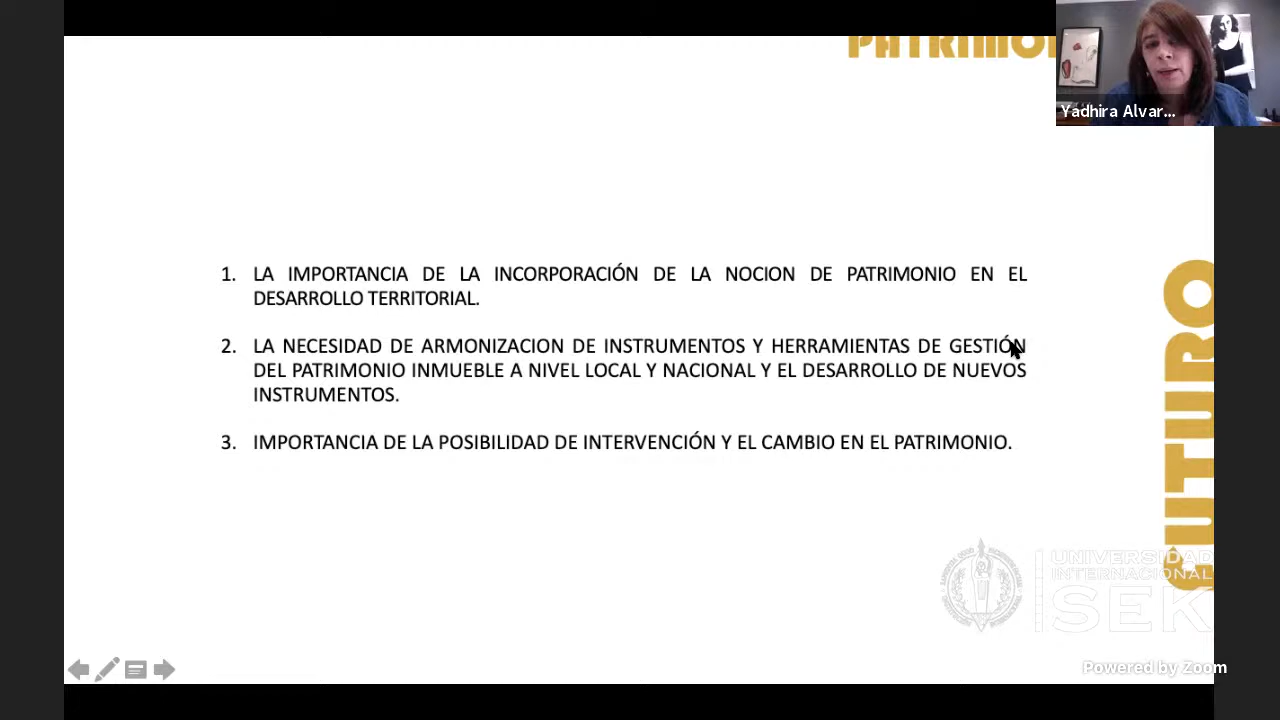 PATRIMO
Yadhira Alvar...
1. LA IMPORTANCIA DE LA INCORPORACIÓN DE LA NOCION DE PATRIMONIO EN EL
DESARROLLO TERRITORIAL.
2. LA NECESIDAD DE ARMONIZACION DE INSTRUMENTOS Y HERRAMIENTAS DE GESTIÓN
DEL PATRIMONIO INMUEBLE A NIVEL LOCAL Y NACIONAL Y EL DESARROLLO DE NUEVOS
INSTRUMENTOS.
3. IMPORTANCIA DE LA POSIBILIDAD DE INTERVENCIÓN Y EL CAMBIO EN EL PATRIMONIO.
FUTURO
UNIVERSIDAD
INTERNACIONAL
SEK
Powered by Zoom